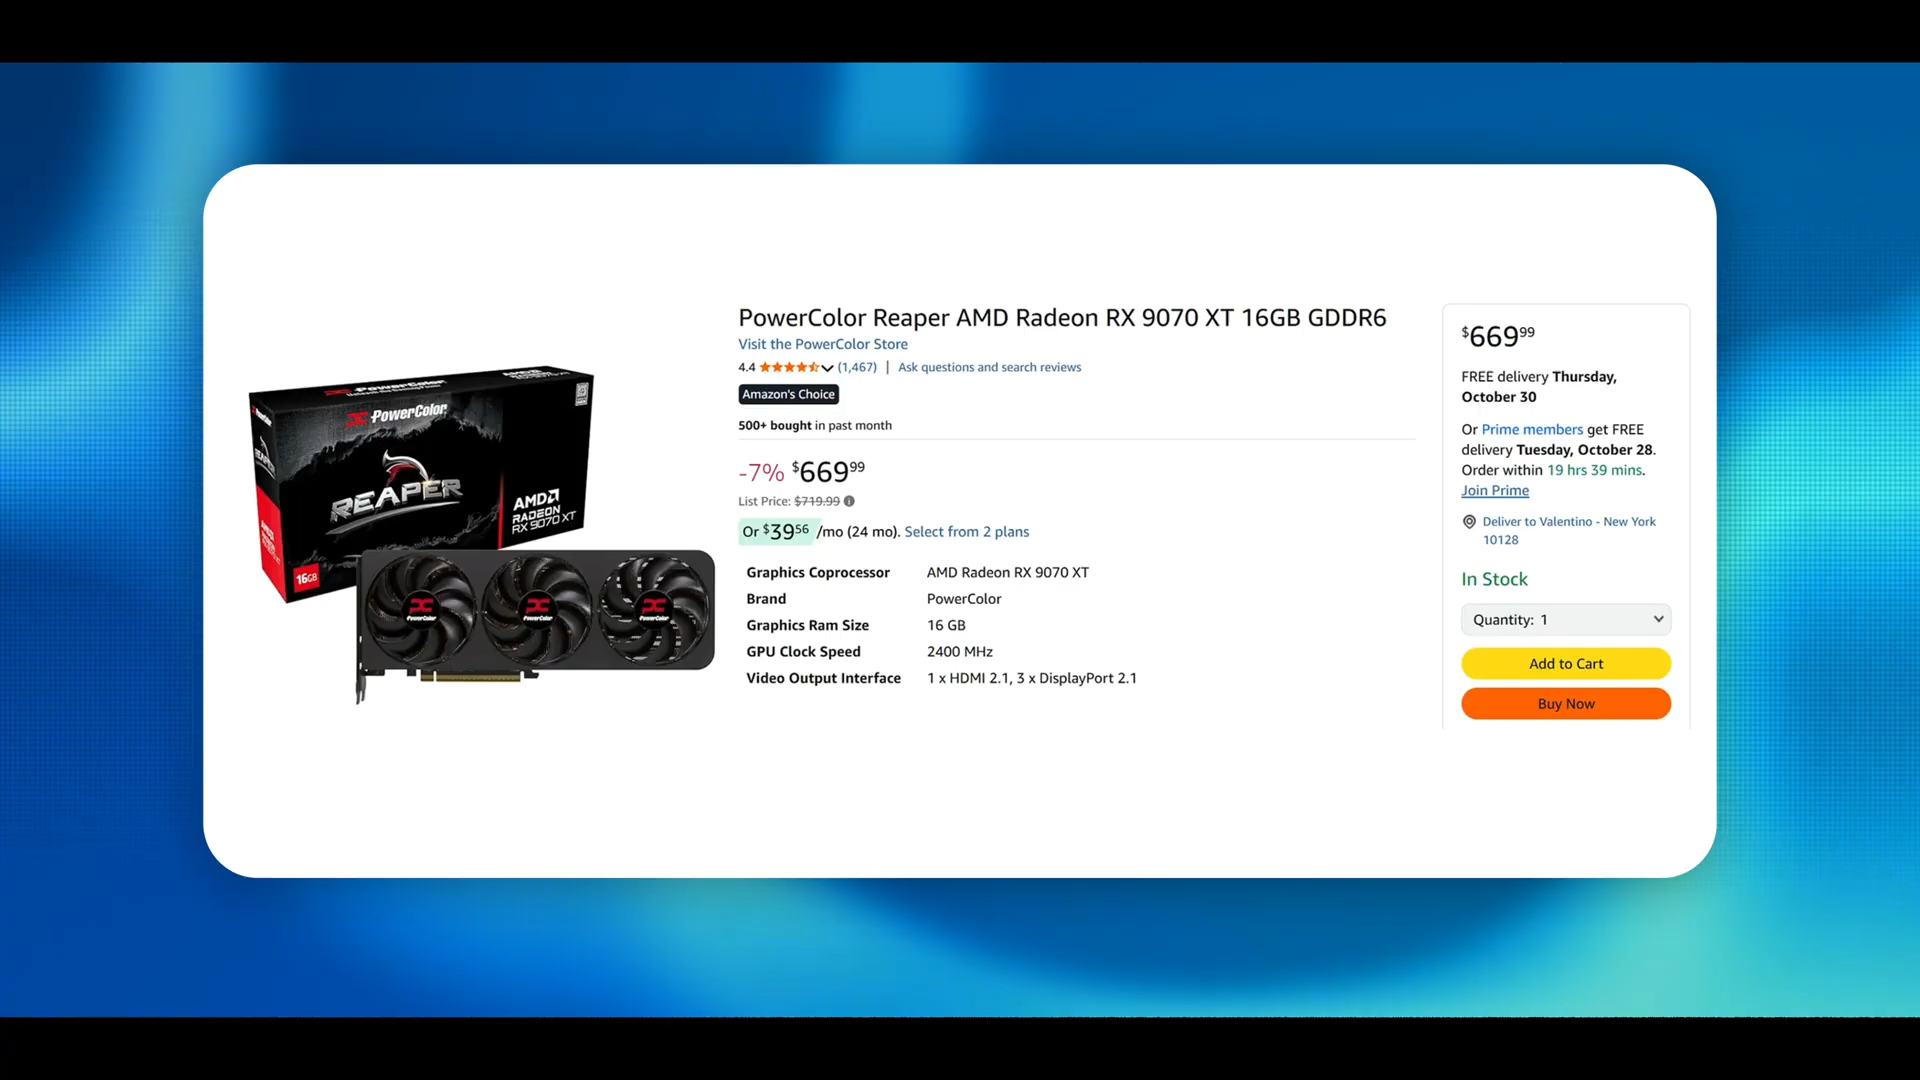 PowerColor
REAPER
AMD
RADEON
RX 9070 XT
16GB
PowerColor
PowerColor
PowerColor
PowerColor Reaper AMD Radeon RX 9070 XT 16GB GDDR6
Visit the PowerColor Store
4.4 (1,467) | Ask questions and search reviews
Amazon's Choice
500+ bought in past month
-7% $669.99
List Price: $719.99
Or $39.56 /mo (24 mo). Select from 2 plans
Graphics Coprocessor AMD Radeon RX 9070 XT
Brand PowerColor
Graphics Ram Size 16 GB
GPU Clock Speed 2400 MHz
Video Output Interface 1 x HDMI 2.1, 3 x DisplayPort 2.1
$669.99
FREE delivery Thursday,
October 30
Or Prime members get FREE
delivery Tuesday, October 28.
Order within 19 hrs 39 mins.
Join Prime
Deliver to Valentino - New York
10128
In Stock
Quantity: 1
Add to Cart
Buy Now